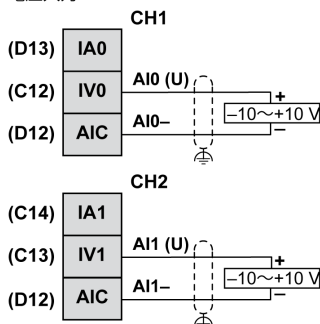 CH1
(D13) IA0
(C12) IV0 AI0 (U) +
–10～+10 V
(D12) AIC AI0– –
CH2
(C14) IA1
(C13) IV1 AI1 (U) +
–10～+10 V
(D12) AIC AI1– –